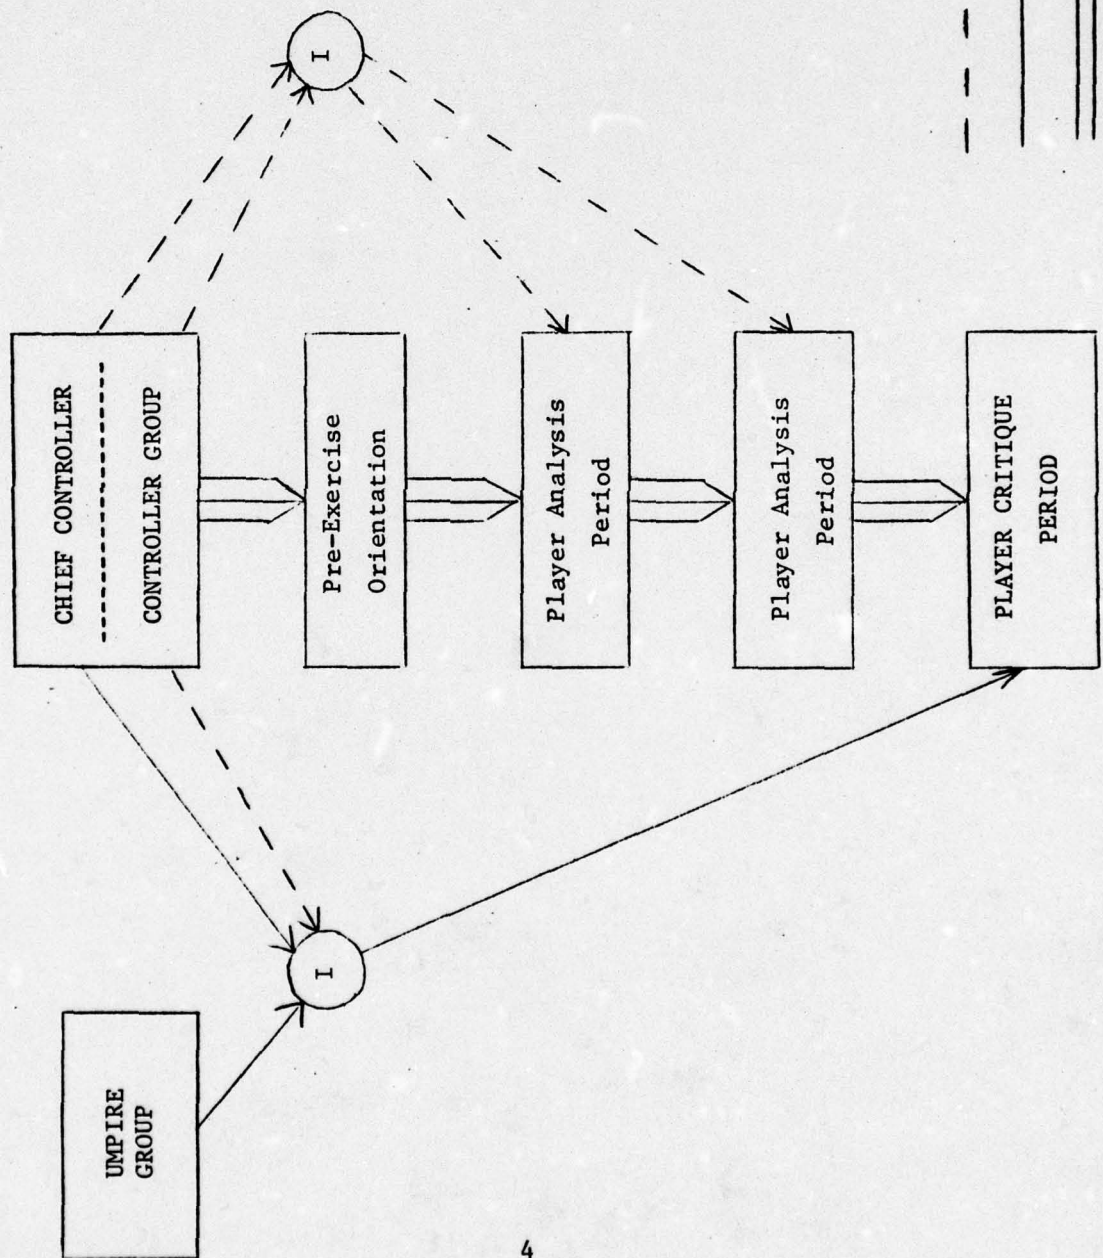 UMPIRE
GROUP
I
CHIEF CONTROLLER
CONTROLLER GROUP
I
Pre-Exercise
Orientation
Player Analysis
Period
Player Analysis
Period
PLAYER CRITIQUE
PERIOD
4